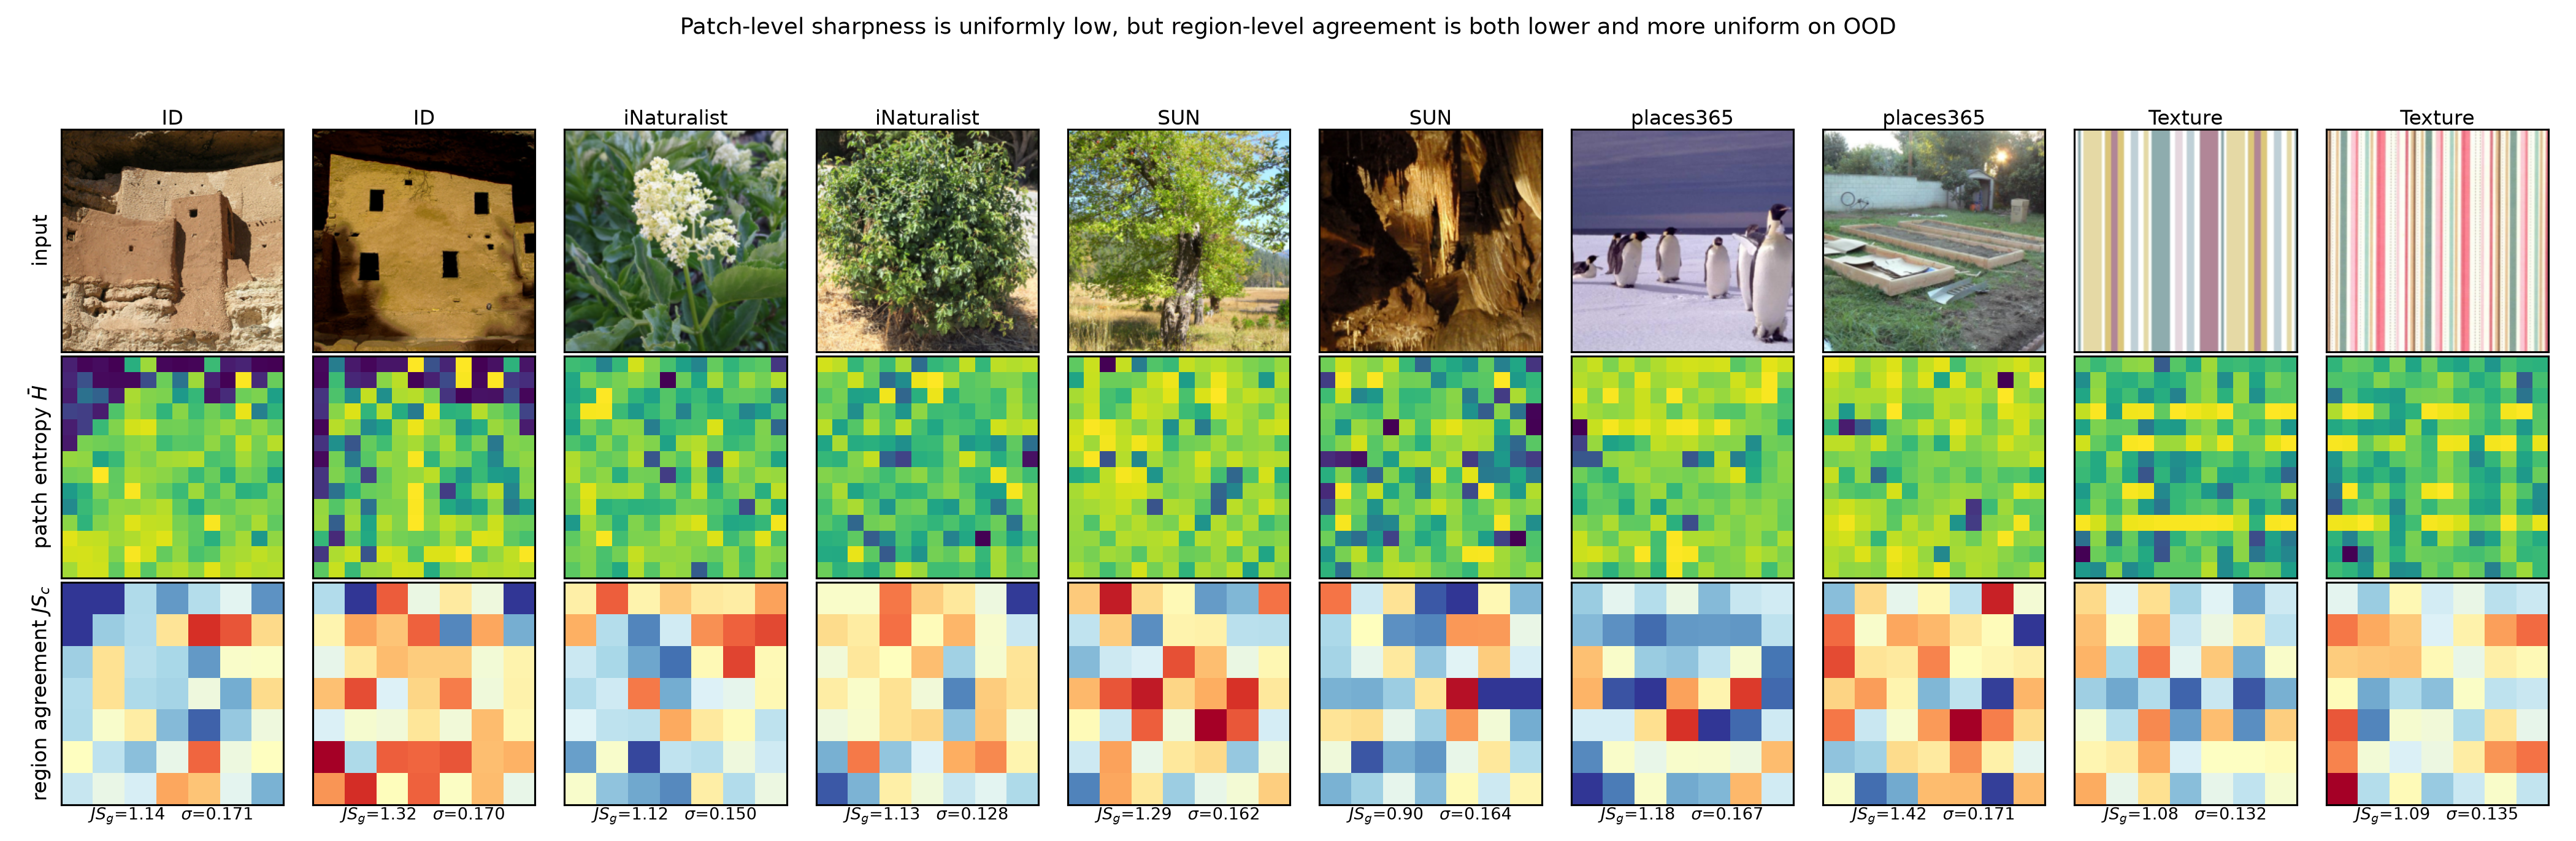 Patch-level sharpness is uniformly low, but region-level agreement is both lower and more uniform on OOD
ID ID iNaturalist iNaturalist SUN SUN places365 places365 Texture Texture
input
patch entropy H̄
region agreement JS_c
JS_g=1.14 σ=0.171 JS_g=1.32 σ=0.170 JS_g=1.12 σ=0.150 JS_g=1.13 σ=0.128 JS_g=1.29 σ=0.162 JS_g=0.90 σ=0.164 JS_g=1.18 σ=0.167 JS_g=1.42 σ=0.171 JS_g=1.08 σ=0.132 JS_g=1.09 σ=0.135